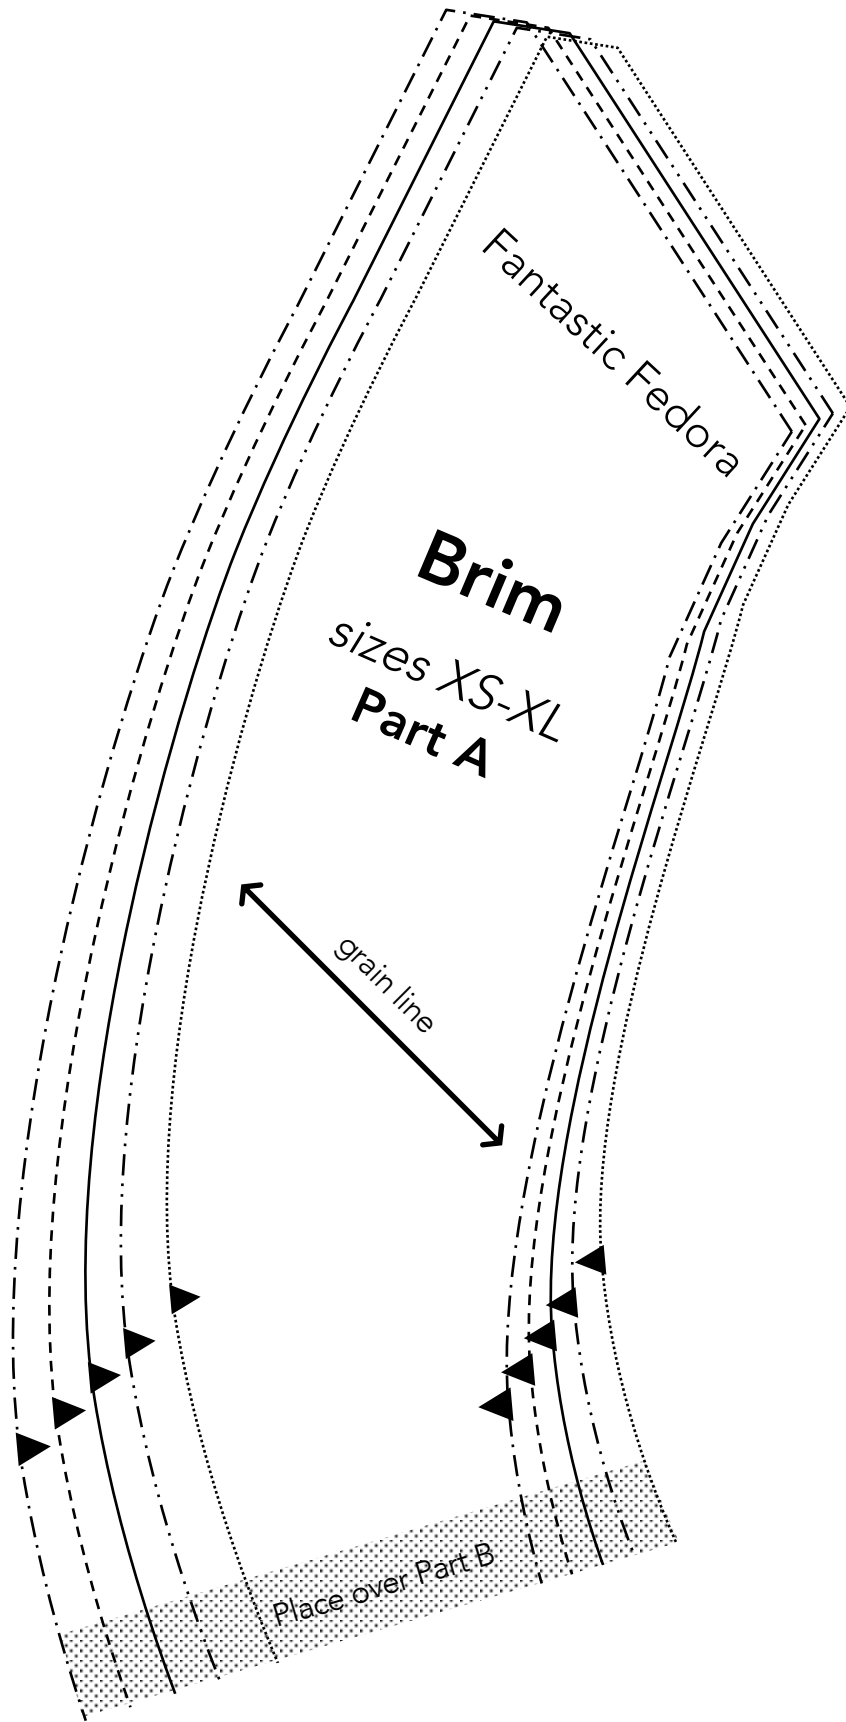 Fantastic Fedora
Brim
sizes XS-XL
Part A
grain line
Place over Part B